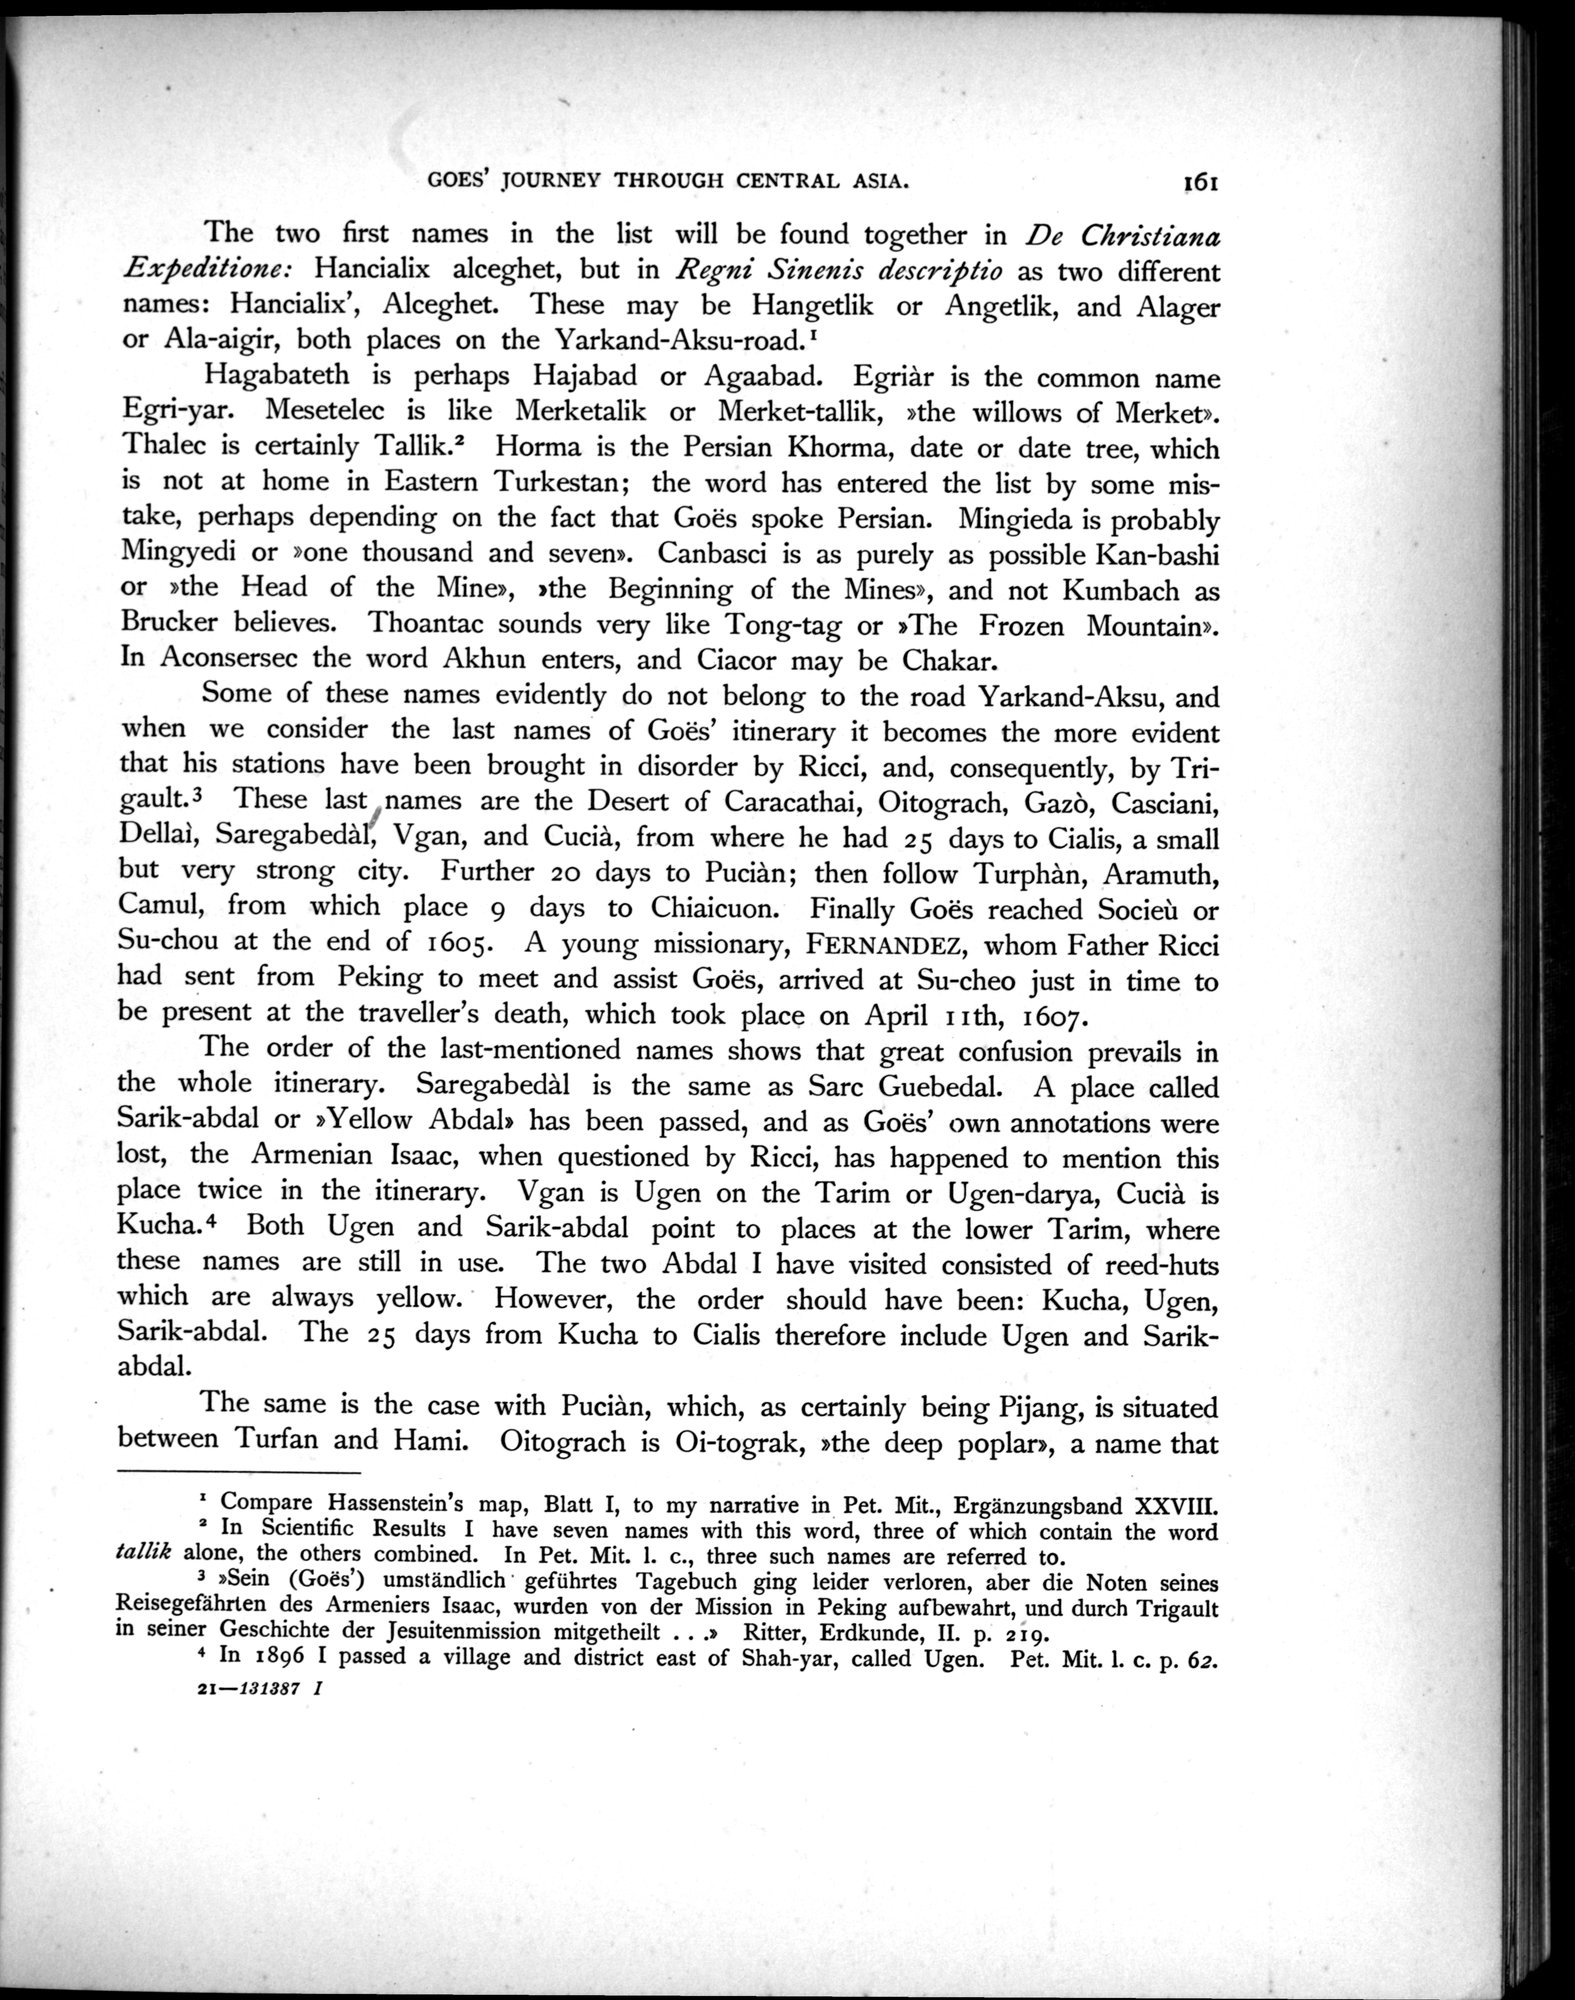 GOES' JOURNEY THROUGH CENTRAL ASIA. 161
The two first names in the list will be found together in De Christiana
Expeditione: Hancialix alceghet, but in Regni Sinenis descriptio as two different
names: Hancialix', Alceghet. These may be Hangetlik or Angetlik, and Alager
or Ala-aigir, both places on the Yarkand-Aksu-road.¹
Hagabateth is perhaps Hajabad or Agaabad. Egriàr is the common name
Egri-yar. Mesetelec is like Merketalik or Merket-tallik, »the willows of Merket».
Thalec is certainly Tallik.² Horma is the Persian Khorma, date or date tree, which
is not at home in Eastern Turkestan; the word has entered the list by some mis-
take, perhaps depending on the fact that Goës spoke Persian. Mingieda is probably
Mingyedi or »one thousand and seven». Canbasci is as purely as possible Kan-bashi
or »the Head of the Mine», »the Beginning of the Mines», and not Kumbach as
Brucker believes. Thoantac sounds very like Tong-tag or »The Frozen Mountain».
In Aconsersec the word Akhun enters, and Ciacor may be Chakar.
Some of these names evidently do not belong to the road Yarkand-Aksu, and
when we consider the last names of Goës' itinerary it becomes the more evident
that his stations have been brought in disorder by Ricci, and, consequently, by Tri-
gault.³ These last names are the Desert of Caracathai, Oitograch, Gazò, Casciani,
Dellaì, Saregabedàl, Vgan, and Cucià, from where he had 25 days to Cialis, a small
but very strong city. Further 20 days to Puciàn; then follow Turphàn, Aramuth,
Camul, from which place 9 days to Chiaicuon. Finally Goës reached Socieù or
Su-chou at the end of 1605. A young missionary, FERNANDEZ, whom Father Ricci
had sent from Peking to meet and assist Goës, arrived at Su-cheo just in time to
be present at the traveller's death, which took place on April 11th, 1607.
The order of the last-mentioned names shows that great confusion prevails in
the whole itinerary. Saregabedàl is the same as Sarc Guebedal. A place called
Sarik-abdal or »Yellow Abdal» has been passed, and as Goës' own annotations were
lost, the Armenian Isaac, when questioned by Ricci, has happened to mention this
place twice in the itinerary. Vgan is Ugen on the Tarim or Ugen-darya, Cucià is
Kucha.⁴ Both Ugen and Sarik-abdal point to places at the lower Tarim, where
these names are still in use. The two Abdal I have visited consisted of reed-huts
which are always yellow. However, the order should have been: Kucha, Ugen,
Sarik-abdal. The 25 days from Kucha to Cialis therefore include Ugen and Sarik-
abdal.
The same is the case with Puciàn, which, as certainly being Pijang, is situated
between Turfan and Hami. Oitograch is Oi-tograk, »the deep poplar», a name that
¹ Compare Hassenstein's map, Blatt I, to my narrative in Pet. Mit., Ergänzungsband XXVIII.
² In Scientific Results I have seven names with this word, three of which contain the word
tallik alone, the others combined. In Pet. Mit. l. c., three such names are referred to.
³ »Sein (Goës') umständlich geführtes Tagebuch ging leider verloren, aber die Noten seines
Reisegefährten des Armeniers Isaac, wurden von der Mission in Peking aufbewahrt, und durch Trigault
in seiner Geschichte der Jesuitenmission mitgetheilt . . .» Ritter, Erdkunde, II. p. 219.
⁴ In 1896 I passed a village and district east of Shah-yar, called Ugen. Pet. Mit. l. c. p. 62.
21—131387 I